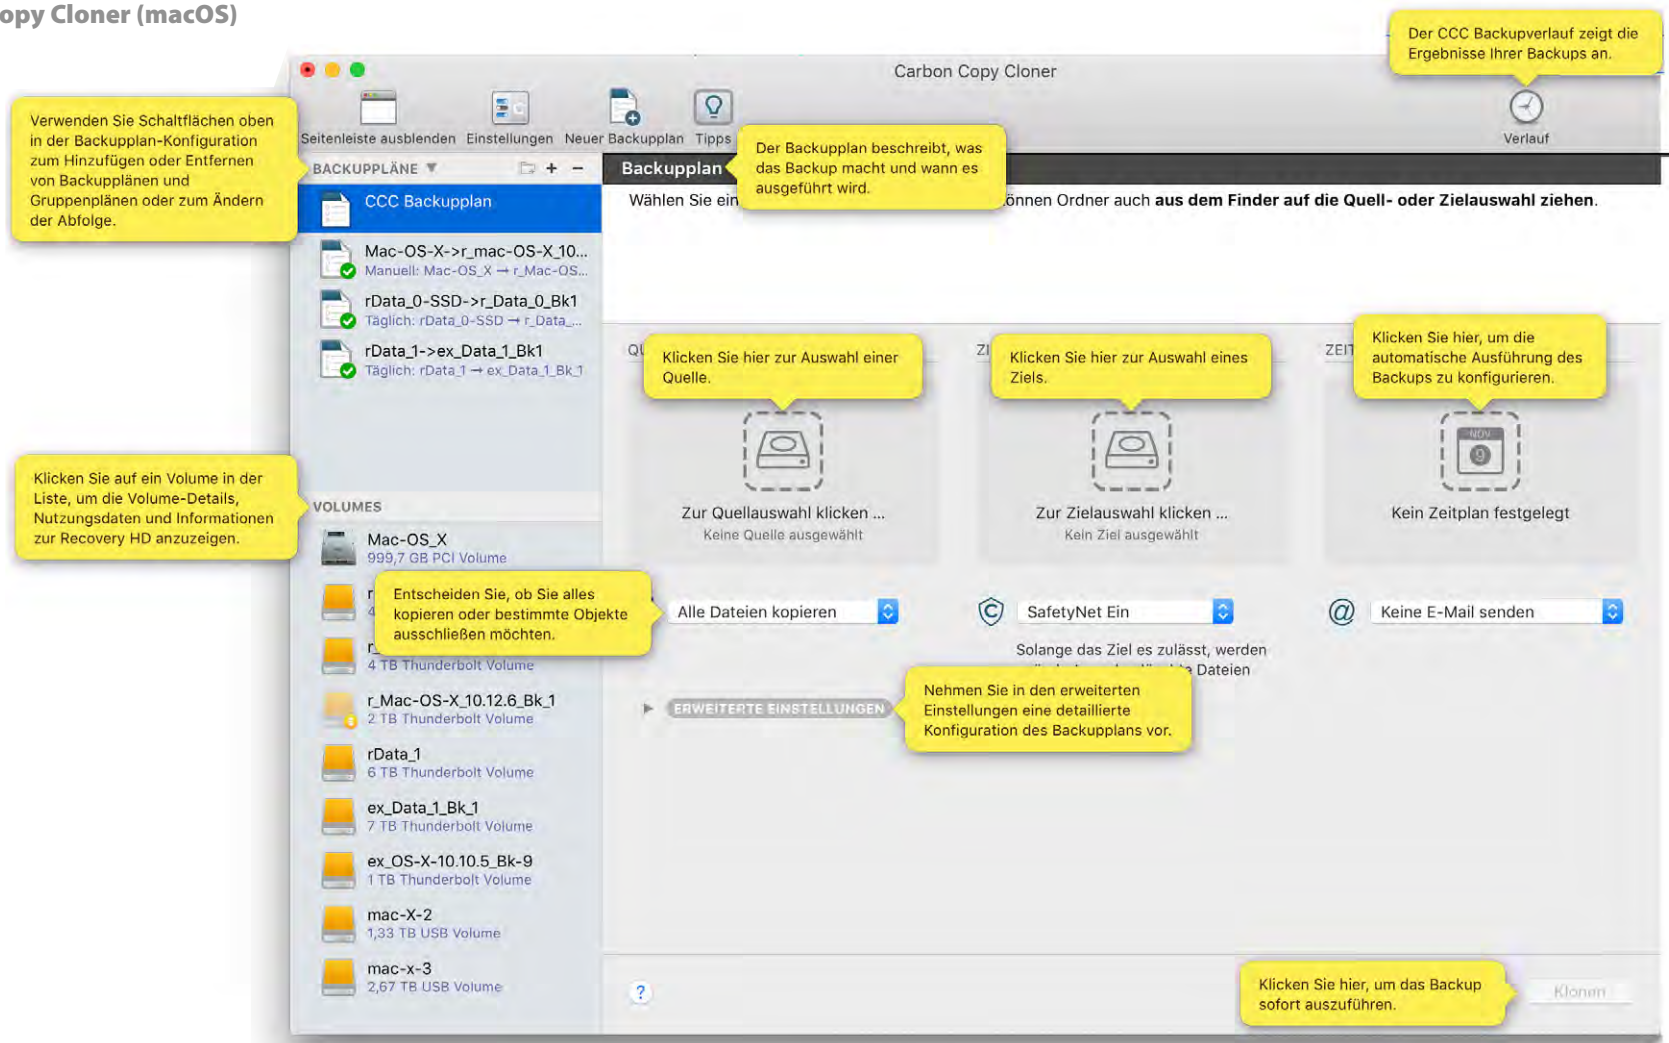 opy Cloner (macOS)
Der CCC Backupverlauf zeigt die
Ergebnisse Ihrer Backups an.
Carbon Copy Cloner
Seitenleiste ausblenden
Einstellungen
Neuer Backupplan
Tipps
Verlauf
Verwenden Sie Schaltflächen oben
in der Backupplan-Konfiguration
zum Hinzufügen oder Entfernen
von Backupplänen und
Gruppenplänen oder zum Ändern
der Abfolge.
Der Backupplan beschreibt, was
das Backup macht und wann es
ausgeführt wird.
BACKUPPLÄNE ▼ + −
Backupplan
CCC Backupplan
Wählen Sie ein
önnen Ordner auch aus dem Finder auf die Quell- oder Zielauswahl ziehen.
Mac-OS-X->r_mac-OS-X_10...
Manuell: Mac-OS_X → r_Mac-OS...
rData_0-SSD->r_Data_0_Bk1
Täglich: rData_0-SSD → r_Data_...
rData_1->ex_Data_1_Bk1
Täglich: rData_1 → ex_Data_1_Bk_1
Klicken Sie hier zur Auswahl einer
Quelle.
Klicken Sie hier zur Auswahl eines
Ziels.
ZEIT
Klicken Sie hier, um die
automatische Ausführung des
Backups zu konfigurieren.
NOV
9
Zur Quellauswahl klicken ...
Keine Quelle ausgewählt
Zur Zielauswahl klicken ...
Kein Ziel ausgewählt
Kein Zeitplan festgelegt
Klicken Sie auf ein Volume in der
Liste, um die Volume-Details,
Nutzungsdaten und Informationen
zur Recovery HD anzuzeigen.
VOLUMES
Mac-OS_X
999,7 GB PCI Volume
Entscheiden Sie, ob Sie alles
kopieren oder bestimmte Objekte
ausschließen möchten.
4 TB Thunderbolt Volume
r_Mac-OS-X_10.12.6_Bk_1
2 TB Thunderbolt Volume
rData_1
6 TB Thunderbolt Volume
ex_Data_1_Bk_1
7 TB Thunderbolt Volume
ex_OS-X-10.10.5_Bk-9
1 TB Thunderbolt Volume
mac-X-2
1,33 TB USB Volume
mac-x-3
2,67 TB USB Volume
Alle Dateien kopieren
© SafetyNet Ein
@ Keine E-Mail senden
Solange das Ziel es zulässt, werden
Dateien
ERWEITERTE EINSTELLUNGEN
Nehmen Sie in den erweiterten
Einstellungen eine detaillierte
Konfiguration des Backupplans vor.
?
Klicken Sie hier, um das Backup
sofort auszuführen.
Klonen